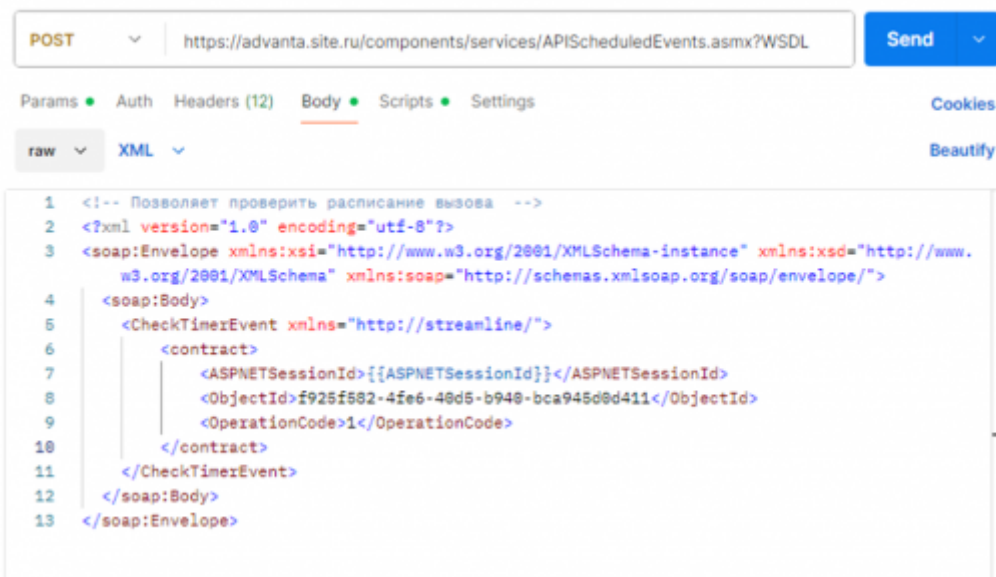 POST https://advanta.site.ru/components/services/APIScheduledEvents.asmx?WSDL Send
Params Auth Headers (12) Body Scripts Settings Cookies
raw XML Beautify
1 <!-- Позволяет проверить расписание вызова -->
2 <?xml version="1.0" encoding="utf-8"?>
3 <soap:Envelope xmlns:xsi="http://www.w3.org/2001/XMLSchema-instance" xmlns:xsd="http://www.
w3.org/2001/XMLSchema" xmlns:soap="http://schemas.xmlsoap.org/soap/envelope/">
4 <soap:Body>
5 <CheckTimerEvent xmlns="http://streamline/">
6 <contract>
7 <ASPNETSessionId>{{ASPNETSessionId}}</ASPNETSessionId>
8 <ObjectId>f925f582-4fe6-40d5-b940-bca945d0d411</ObjectId>
9 <OperationCode>1</OperationCode>
10 </contract>
11 </CheckTimerEvent>
12 </soap:Body>
13 </soap:Envelope>